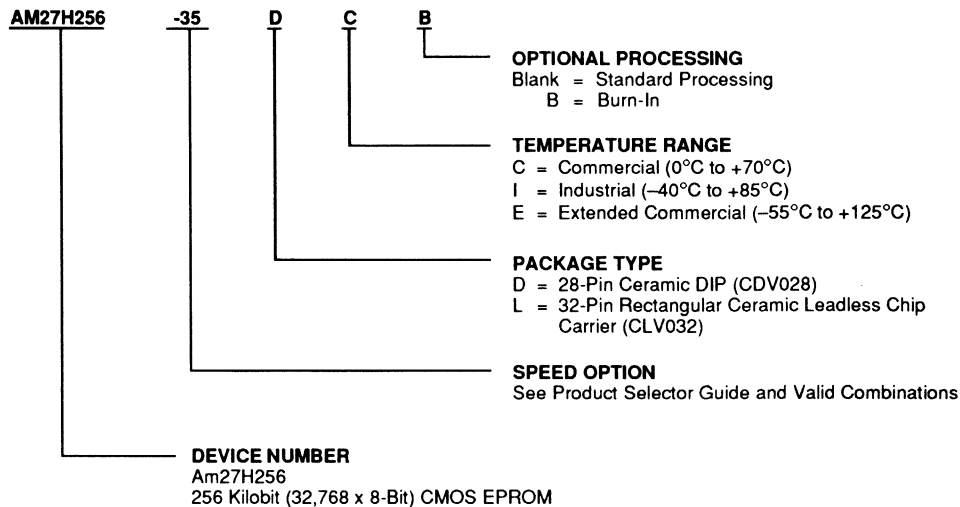 AM27H256 -35 D C B
OPTIONAL PROCESSING
Blank = Standard Processing
B = Burn-In
TEMPERATURE RANGE
C = Commercial (0°C to +70°C)
I = Industrial (–40°C to +85°C)
E = Extended Commercial (–55°C to +125°C)
PACKAGE TYPE
D = 28-Pin Ceramic DIP (CDV028)
L = 32-Pin Rectangular Ceramic Leadless Chip
Carrier (CLV032)
SPEED OPTION
See Product Selector Guide and Valid Combinations
DEVICE NUMBER
Am27H256
256 Kilobit (32,768 x 8-Bit) CMOS EPROM